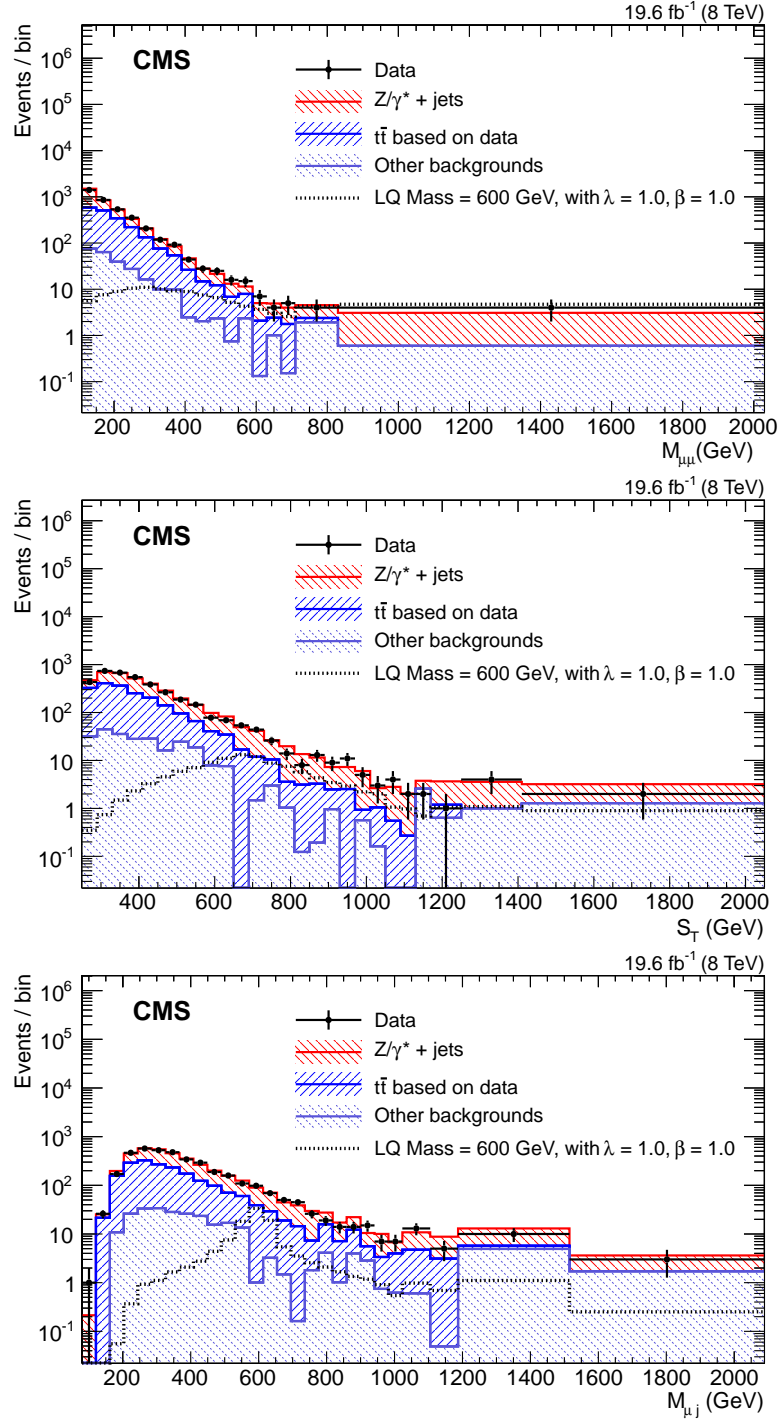 19.6 fb⁻¹ (8 TeV)
CMS
Events / bin
10⁶
10⁵
10⁴
10³
10²
10
1
10⁻¹
Data
Z/γ* + jets
tt̄ based on data
Other backgrounds
LQ Mass = 600 GeV, with λ = 1.0, β = 1.0
200 400 600 800 1000 1200 1400 1600 1800 2000
M_μμ(GeV)
19.6 fb⁻¹ (8 TeV)
CMS
Events / bin
10⁶
10⁵
10⁴
10³
10²
10
1
10⁻¹
Data
Z/γ* + jets
tt̄ based on data
Other backgrounds
LQ Mass = 600 GeV, with λ = 1.0, β = 1.0
400 600 800 1000 1200 1400 1600 1800 2000
S_T (GeV)
19.6 fb⁻¹ (8 TeV)
CMS
Events / bin
10⁶
10⁵
10⁴
10³
10²
10
1
10⁻¹
Data
Z/γ* + jets
tt̄ based on data
Other backgrounds
LQ Mass = 600 GeV, with λ = 1.0, β = 1.0
200 400 600 800 1000 1200 1400 1600 1800 2000
M_μ j (GeV)